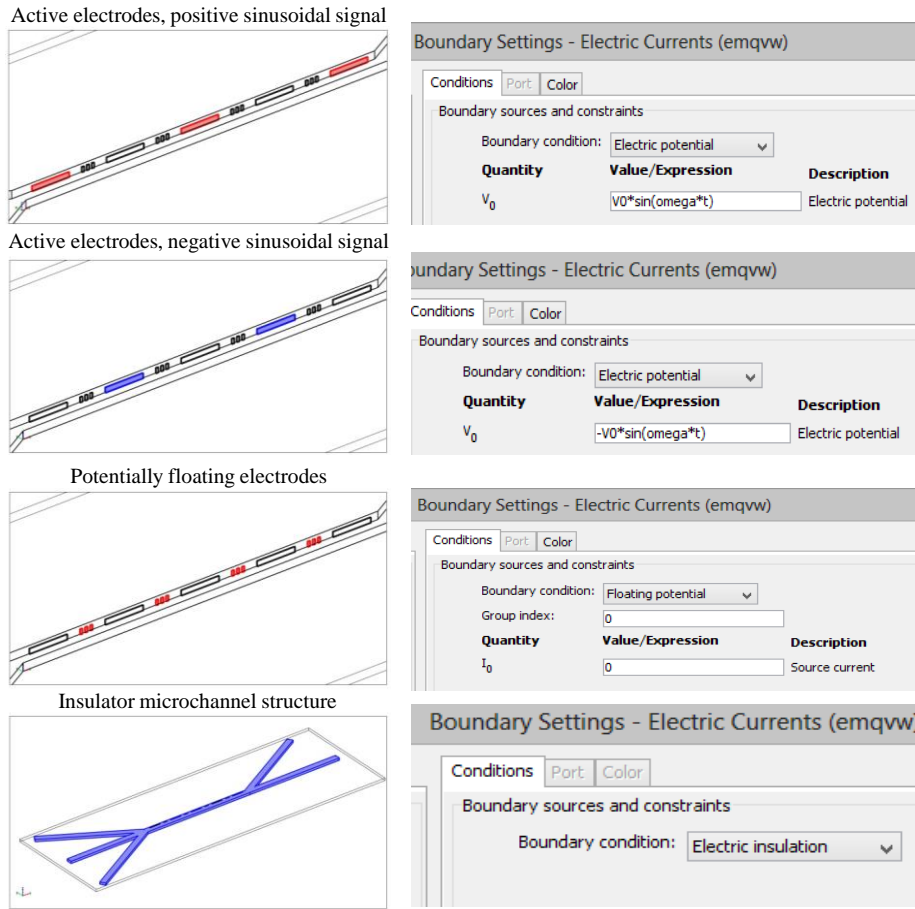 Active electrodes, positive sinusoidal signal
Boundary Settings - Electric Currents (emqvw)
Conditions Port Color
Boundary sources and constraints
Boundary condition: Electric potential
Quantity Value/Expression Description
V0 V0*sin(omega*t) Electric potential
Active electrodes, negative sinusoidal signal
oundary Settings - Electric Currents (emqvw)
Conditions Port Color
Boundary sources and constraints
Boundary condition: Electric potential
Quantity Value/Expression Description
V0 -V0*sin(omega*t) Electric potential
Potentially floating electrodes
Boundary Settings - Electric Currents (emqvw)
Conditions Port Color
Boundary sources and constraints
Boundary condition: Floating potential
Group index: 0
Quantity Value/Expression Description
I0 0 Source current
Insulator microchannel structure
Boundary Settings - Electric Currents (emqvw)
Conditions Port Color
Boundary sources and constraints
Boundary condition: Electric insulation